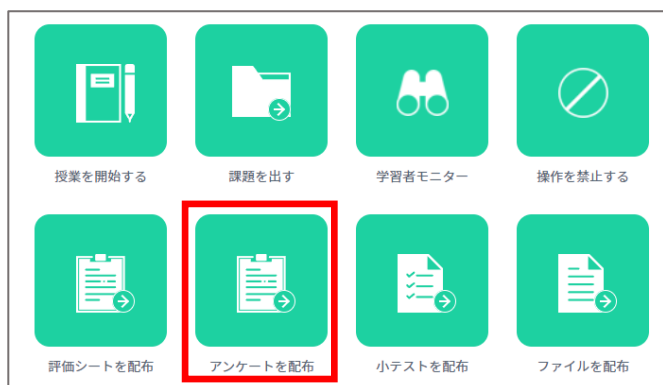 授業を開始する
課題を出す
学習者モニター
操作を禁止する
評価シートを配布
アンケートを配布
小テストを配布
ファイルを配布